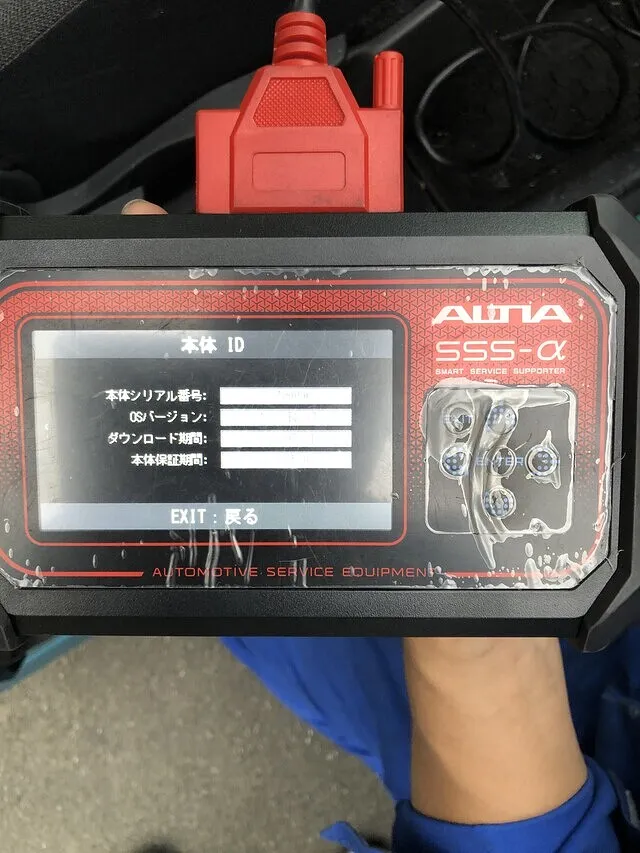 ALTIA
SSS-α
SMART SERVICE SUPPORTER
本体 ID
本体シリアル番号:
OSバージョン:
ダウンロード期間:
本体保証期間:
ENTER
EXIT : 戻る
AUTOMOTIVE SERVICE EQUIPMENT